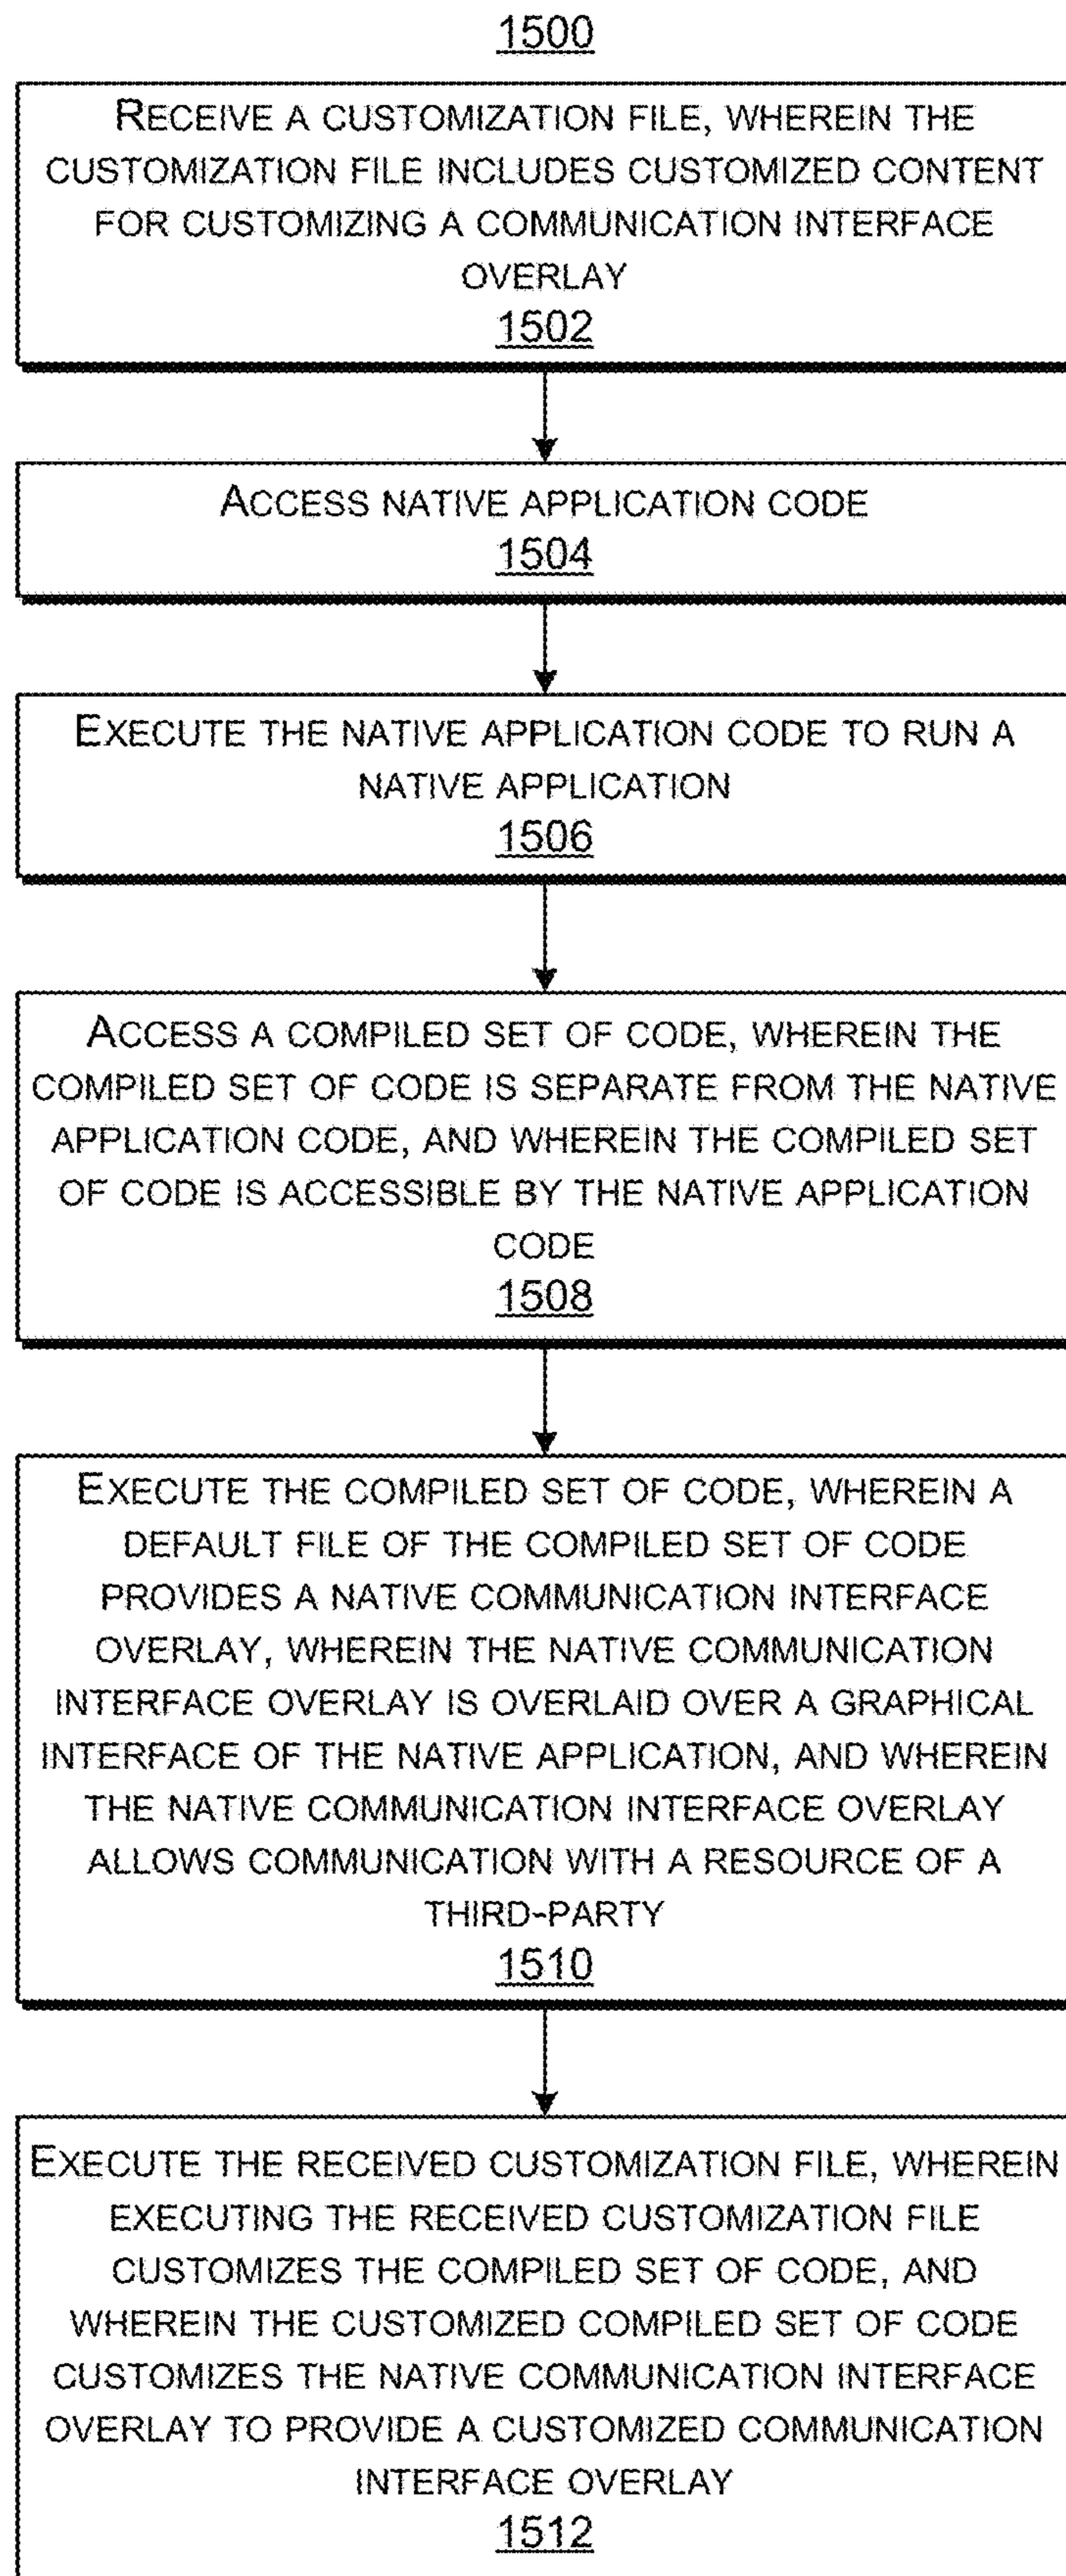 1500
RECEIVE A CUSTOMIZATION FILE, WHEREIN THE
CUSTOMIZATION FILE INCLUDES CUSTOMIZED CONTENT
FOR CUSTOMIZING A COMMUNICATION INTERFACE
OVERLAY
1502
ACCESS NATIVE APPLICATION CODE
1504
EXECUTE THE NATIVE APPLICATION CODE TO RUN A
NATIVE APPLICATION
1506
ACCESS A COMPILED SET OF CODE, WHEREIN THE
COMPILED SET OF CODE IS SEPARATE FROM THE NATIVE
APPLICATION CODE, AND WHEREIN THE COMPILED SET
OF CODE IS ACCESSIBLE BY THE NATIVE APPLICATION
CODE
1508
EXECUTE THE COMPILED SET OF CODE, WHEREIN A
DEFAULT FILE OF THE COMPILED SET OF CODE
PROVIDES A NATIVE COMMUNICATION INTERFACE
OVERLAY, WHEREIN THE NATIVE COMMUNICATION
INTERFACE OVERLAY IS OVERLAID OVER A GRAPHICAL
INTERFACE OF THE NATIVE APPLICATION, AND WHEREIN
THE NATIVE COMMUNICATION INTERFACE OVERLAY
ALLOWS COMMUNICATION WITH A RESOURCE OF A
THIRD-PARTY
1510
EXECUTE THE RECEIVED CUSTOMIZATION FILE, WHEREIN
EXECUTING THE RECEIVED CUSTOMIZATION FILE
CUSTOMIZES THE COMPILED SET OF CODE, AND
WHEREIN THE CUSTOMIZED COMPILED SET OF CODE
CUSTOMIZES THE NATIVE COMMUNICATION INTERFACE
OVERLAY TO PROVIDE A CUSTOMIZED COMMUNICATION
INTERFACE OVERLAY
1512